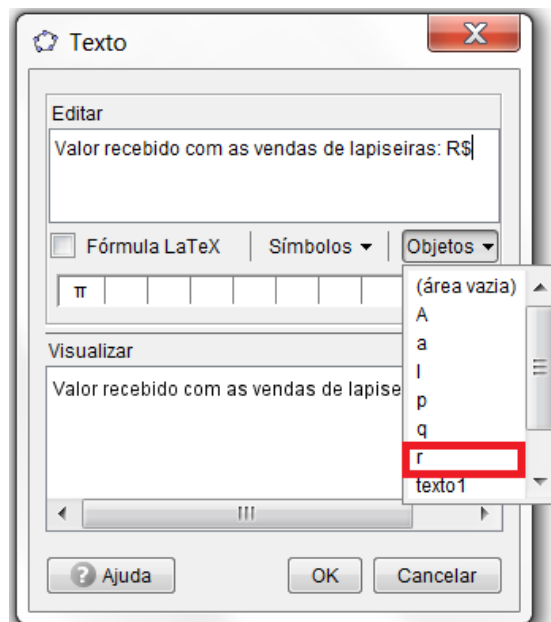 Texto
Editar
Valor recebido com as vendas de lapiseiras: R$
Fórmula LaTeX
Símbolos
Objetos
π
(área vazia)
A
a
l
p
q
r
texto1
Visualizar
Valor recebido com as vendas de lapise
Ajuda
OK
Cancelar